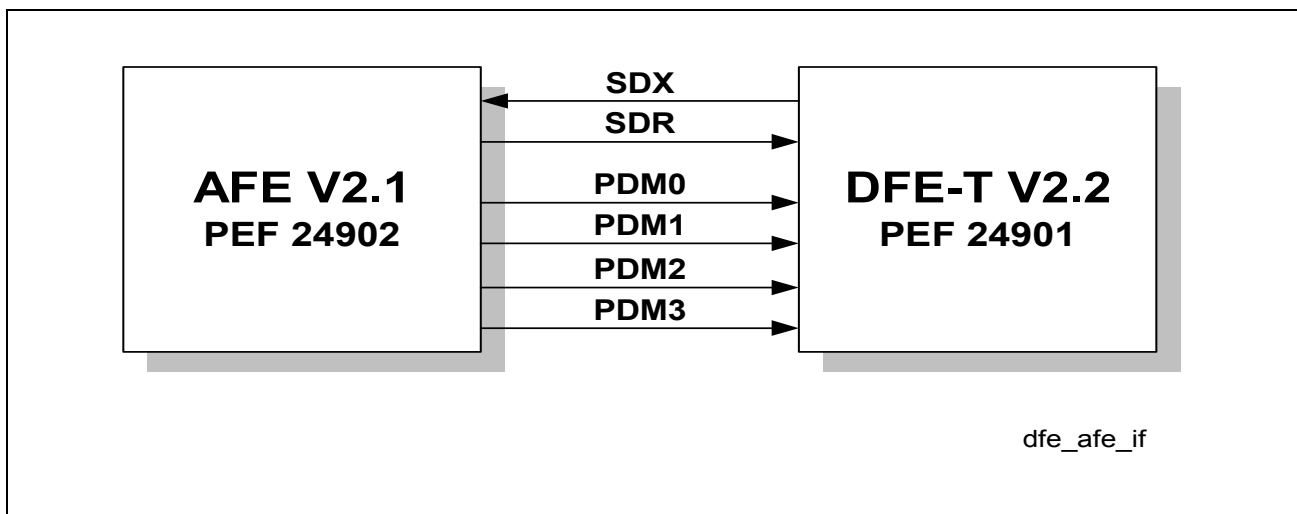 SDX
SDR
AFE V2.1
PEF 24902
PDM0
PDM1
PDM2
PDM3
DFE-T V2.2
PEF 24901
dfe_afe_if